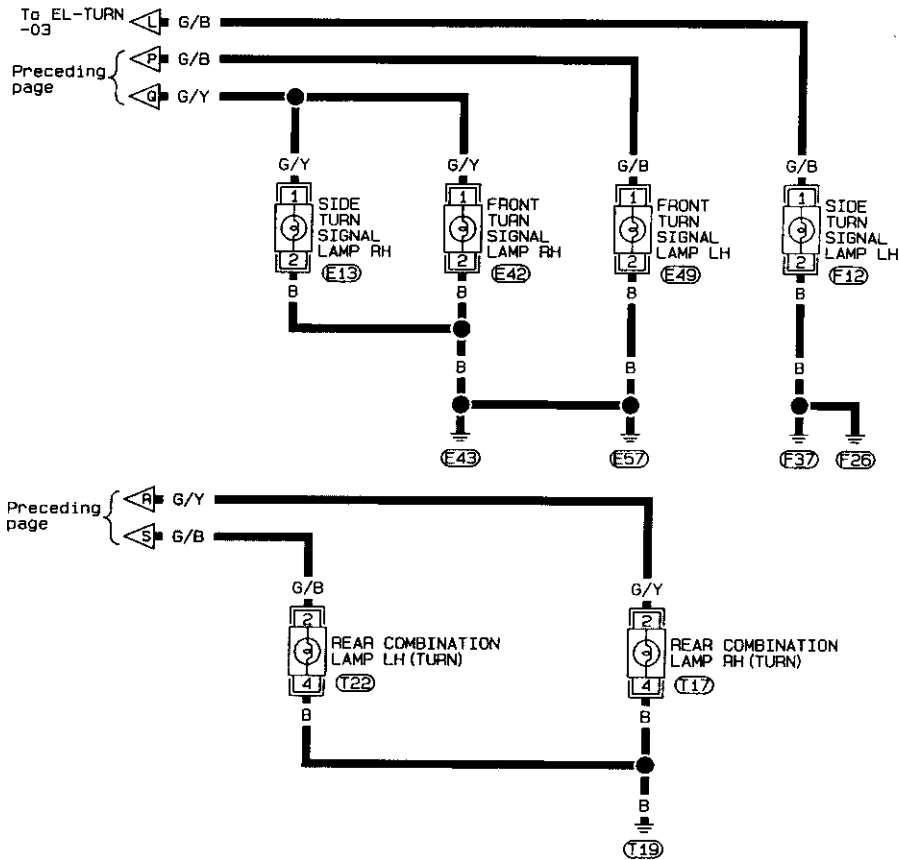 To EL-TURN
-03
L G/B
Preceding
page
P G/B
Q G/Y
G/Y
G/Y
G/B
G/B
1
1
1
1
SIDE
TURN
SIGNAL
LAMP RH
FRONT
TURN
SIGNAL
LAMP RH
FRONT
TURN
SIGNAL
LAMP LH
SIDE
TURN
SIGNAL
LAMP LH
2
2
2
2
E13
E42
E49
F12
B
B
B
B
B
B
B
E43
E57
F37
F26
Preceding
page
R G/Y
S G/B
G/B
G/Y
2
2
REAR COMBINATION
LAMP LH (TURN)
REAR COMBINATION
LAMP RH (TURN)
4
4
T22
T17
B
B
B
T19